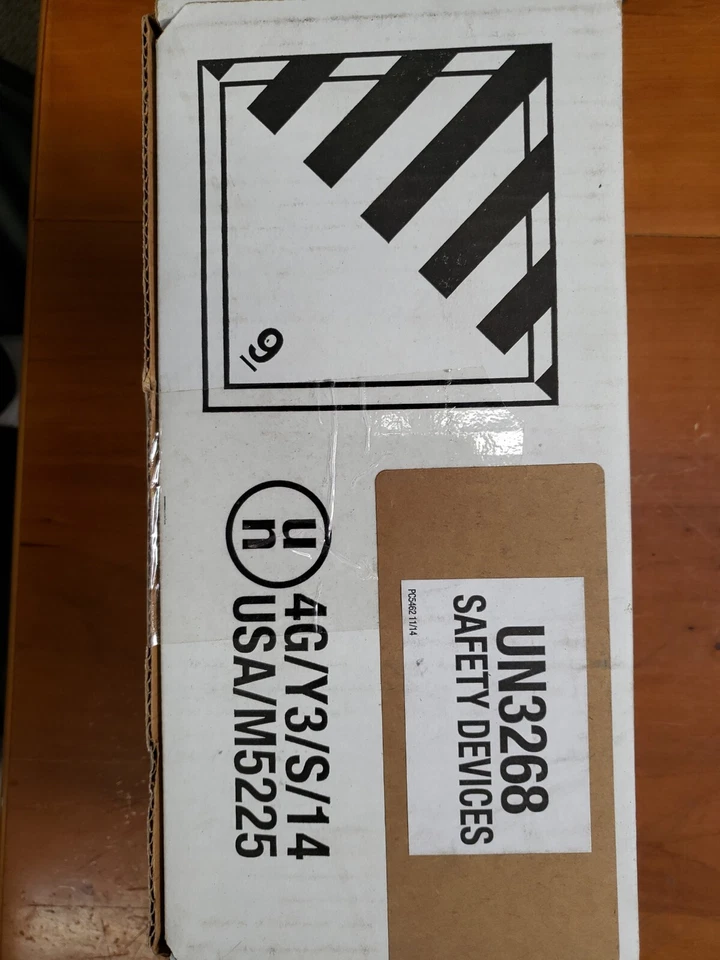 9
un
4G/Y3/S/14
USA/M5225
UN3268
SAFETY DEVICES
PC5462 11/14